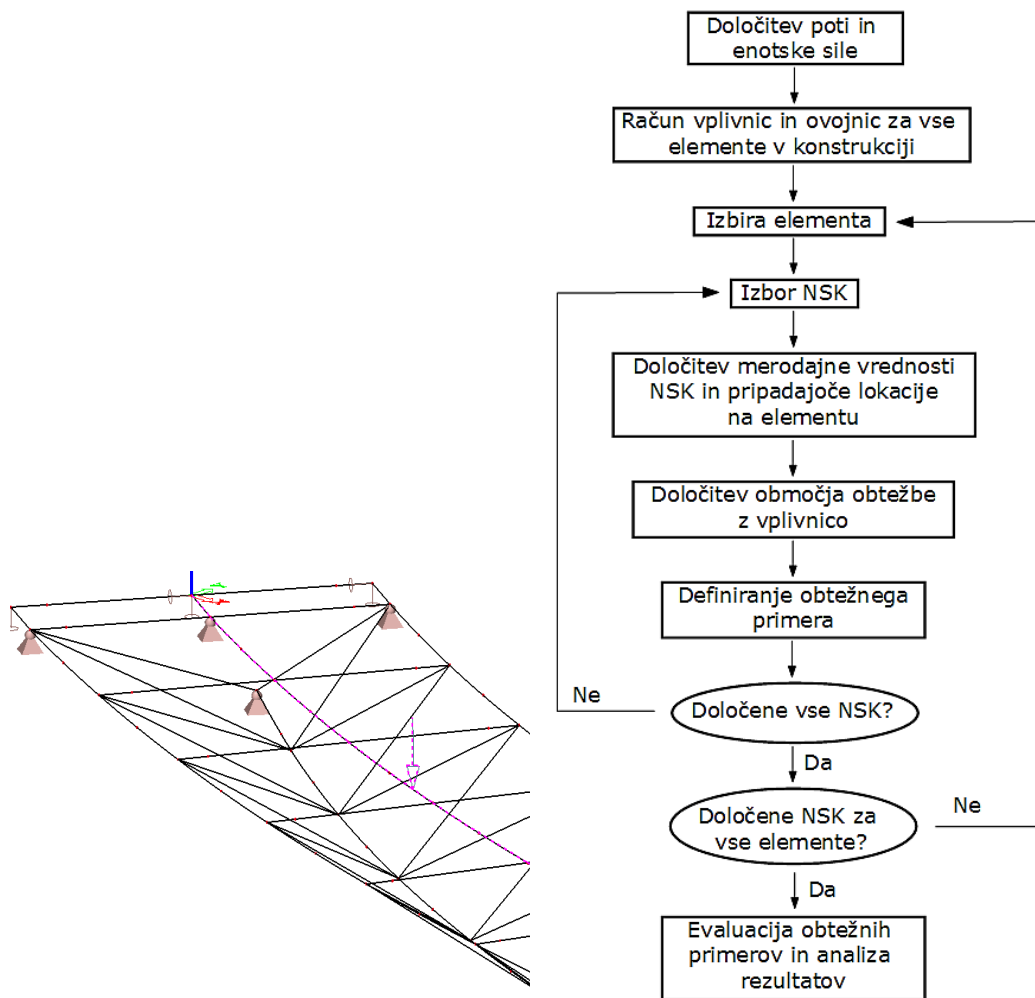 Določitev poti in
enotske sile
Račun vplivnic in ovojnic za vse
elemente v konstrukciji
Izbira elementa
Izbor NSK
Določitev merodajne vrednosti
NSK in pripadajoče lokacije
na elementu
Določitev območja obtežbe
z vplivnico
Definiranje obtežnega
primera
Ne
Določene vse NSK?
Da
Ne
Določene NSK za
vse elemente?
Da
Evaluacija obtežnih
primerov in analiza
rezultatov